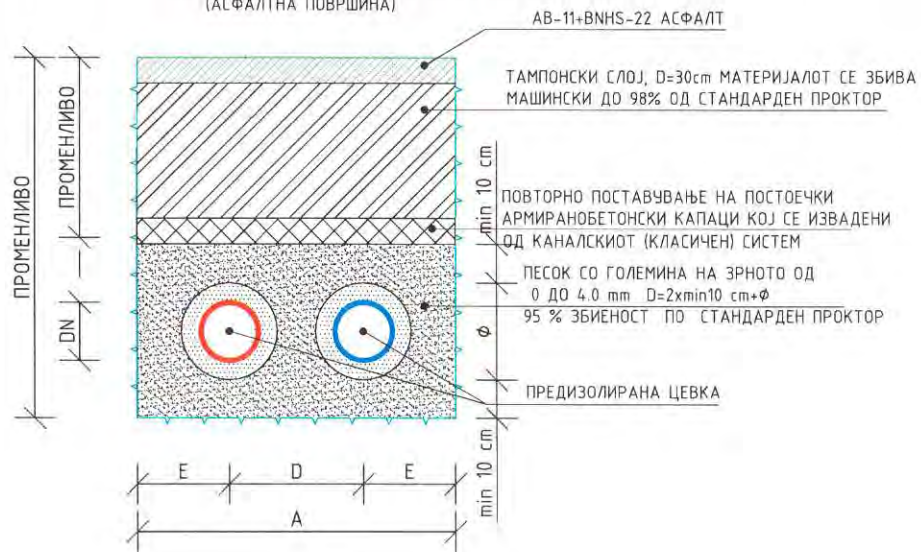 (АСФАЛТНА ПОВРШИНА)
AB-11+BNHS-22 АСФАЛТ
ТАМПОНСКИ СЛОЈ, D=30cm МАТЕРИЈАЛОТ СЕ ЗБИВА
МАШИНСКИ ДО 98% ОД СТАНДАРДЕН ПРОКТОР
min 10 cm
ПОВТОРНО ПОСТАВУВАЊЕ НА ПОСТОЕЧКИ
АРМИРАНОБЕТОНСКИ КАПАЦИ КОЈ СЕ ИЗВАДЕНИ
ОД КАНАЛСКИОТ (КЛАСИЧЕН) СИСТЕМ
ПЕСОК СО ГОЛЕМИНА НА ЗРНОТО ОД
0 ДО 4.0 mm D=2xmin10 cm+Φ
95 % ЗБИЕНОСТ ПО СТАНДАРДЕН ПРОКТОР
ПРЕДИЗОЛИРАНА ЦЕВКА
ПРОМЕНЛИВО
ПРОМЕНЛИВО
DN
Φ
min 10 cm
E
D
E
A